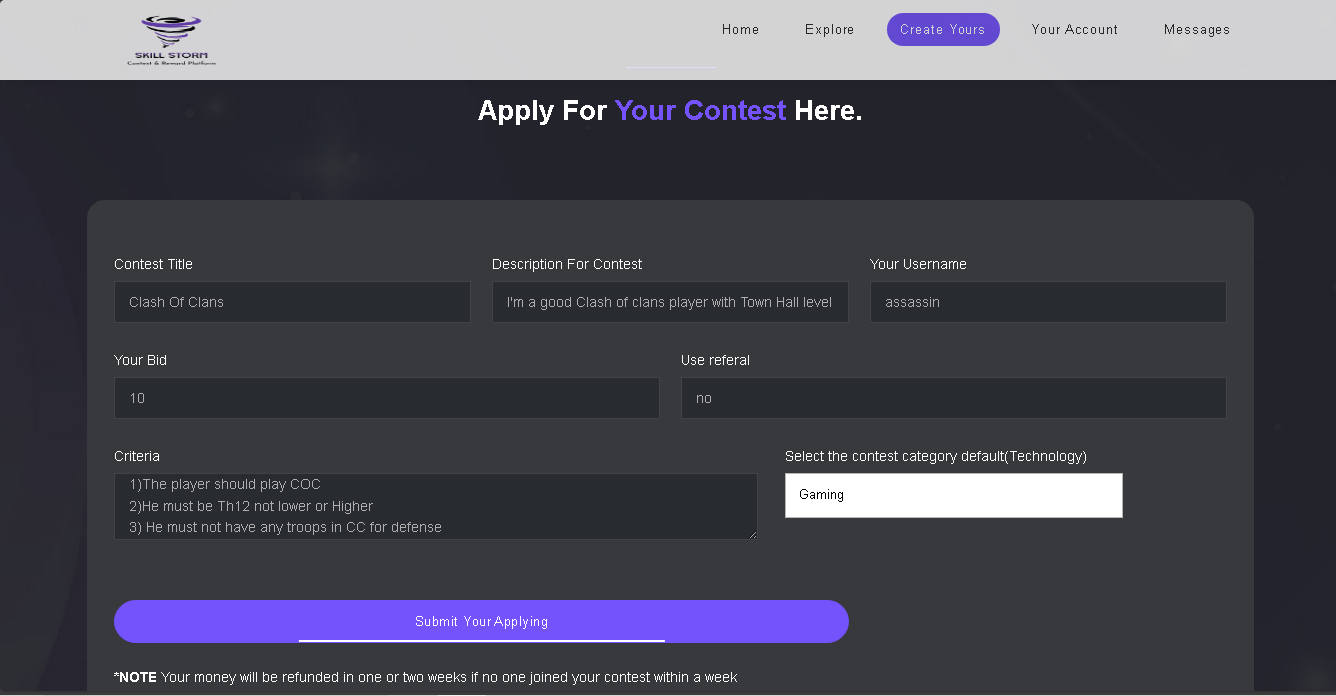 SKILL STORM
Contest & Reward Platform
Home Explore Create Yours Your Account Messages
Apply For Your Contest Here.
Contest Title Description For Contest Your Username
Clash Of Clans I'm a good Clash of clans player with Town Hall level assassin
Your Bid Use referal
10 no
Criteria Select the contest category default(Technology)
1)The player should play COC
2)He must be Th12 not lower or Higher
3) He must not have any troops in CC for defense
Gaming
Submit Your Applying
*NOTE Your money will be refunded in one or two weeks if no one joined your contest within a week